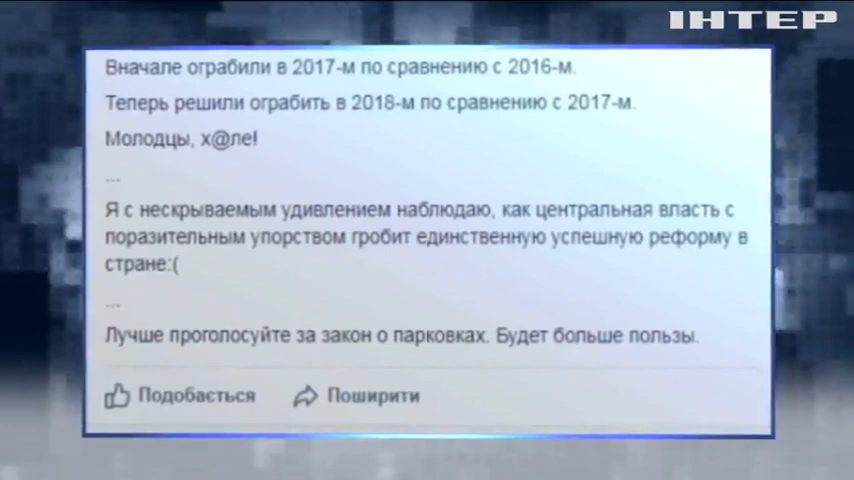 ІНТЕР
Вначале ограбили в 2017-м по сравнению с 2016-м.
Теперь решили ограбить в 2018-м по сравнению с 2017-м.
Молодцы, х@ле!
...
Я с нескрываемым удивлением наблюдаю, как центральная власть с
поразительным упорством гробит единственную успешную реформу в
стране:(
...
Лучше проголосуйте за закон о парковках. Будет больше пользы.
Подобається Поширити